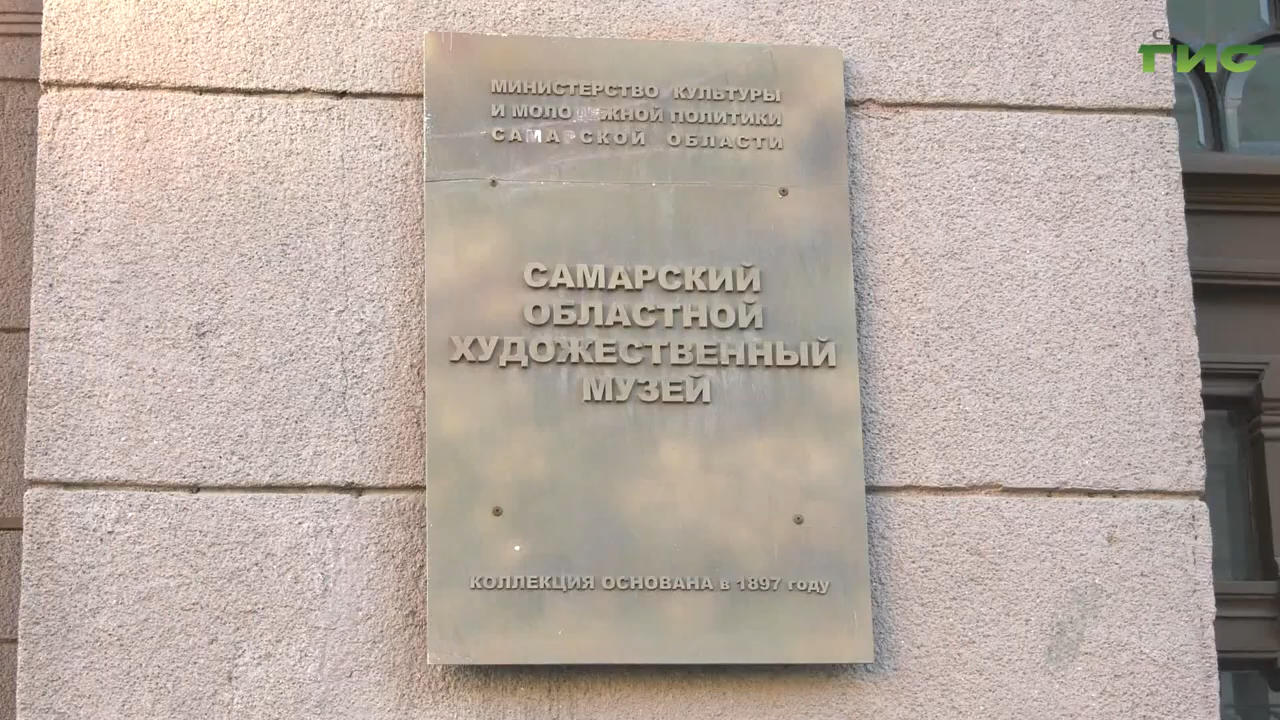 МИНИСТЕРСТВО КУЛЬТУРЫ
И МОЛОДЕЖНОЙ ПОЛИТИКИ
САМАРСКОЙ ОБЛАСТИ
САМАРСКИЙ
ОБЛАСТНОЙ
ХУДОЖЕСТВЕННЫЙ
МУЗЕЙ
КОЛЛЕКЦИЯ ОСНОВАНА в 1897 году
ГИС